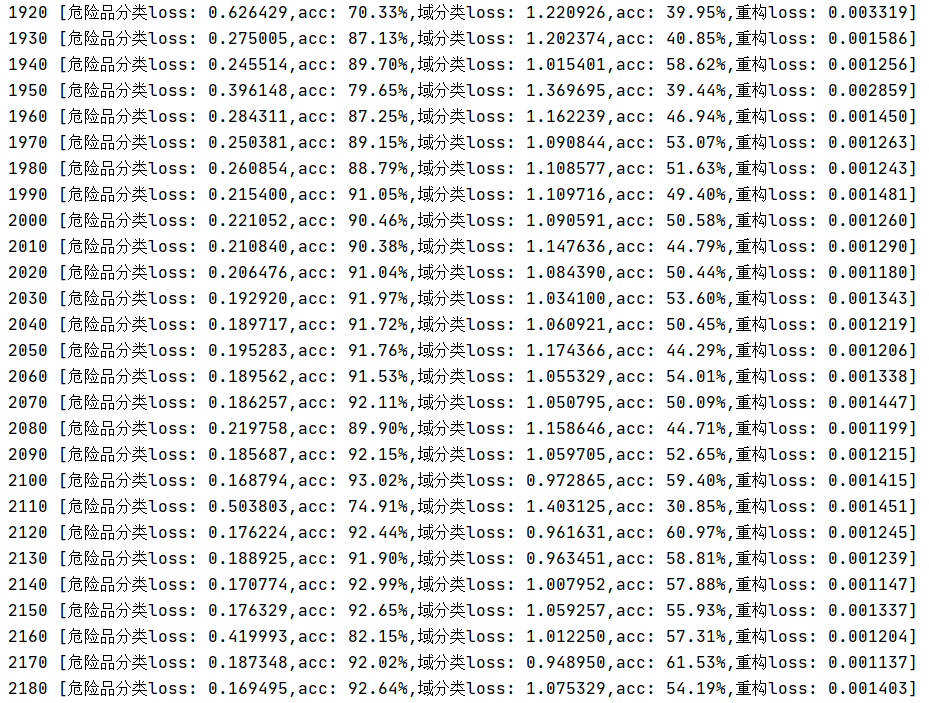 1920 [危险品分类loss: 0.626429,acc: 70.33%,域分类loss: 1.220926,acc: 39.95%,重构loss: 0.003319]
1930 [危险品分类loss: 0.275005,acc: 87.13%,域分类loss: 1.202374,acc: 40.85%,重构loss: 0.001586]
1940 [危险品分类loss: 0.245514,acc: 89.70%,域分类loss: 1.015401,acc: 58.62%,重构loss: 0.001256]
1950 [危险品分类loss: 0.396148,acc: 79.65%,域分类loss: 1.369695,acc: 39.44%,重构loss: 0.002859]
1960 [危险品分类loss: 0.284311,acc: 87.25%,域分类loss: 1.162239,acc: 46.94%,重构loss: 0.001450]
1970 [危险品分类loss: 0.250381,acc: 89.15%,域分类loss: 1.090844,acc: 53.07%,重构loss: 0.001263]
1980 [危险品分类loss: 0.260854,acc: 88.79%,域分类loss: 1.108577,acc: 51.63%,重构loss: 0.001243]
1990 [危险品分类loss: 0.215400,acc: 91.05%,域分类loss: 1.109716,acc: 49.40%,重构loss: 0.001481]
2000 [危险品分类loss: 0.221052,acc: 90.46%,域分类loss: 1.090591,acc: 50.58%,重构loss: 0.001260]
2010 [危险品分类loss: 0.210840,acc: 90.38%,域分类loss: 1.147636,acc: 44.79%,重构loss: 0.001290]
2020 [危险品分类loss: 0.206476,acc: 91.04%,域分类loss: 1.084390,acc: 50.44%,重构loss: 0.001180]
2030 [危险品分类loss: 0.192920,acc: 91.97%,域分类loss: 1.034100,acc: 53.60%,重构loss: 0.001343]
2040 [危险品分类loss: 0.189717,acc: 91.72%,域分类loss: 1.060921,acc: 50.45%,重构loss: 0.001219]
2050 [危险品分类loss: 0.195283,acc: 91.76%,域分类loss: 1.174366,acc: 44.29%,重构loss: 0.001206]
2060 [危险品分类loss: 0.189562,acc: 91.53%,域分类loss: 1.055329,acc: 54.01%,重构loss: 0.001338]
2070 [危险品分类loss: 0.186257,acc: 92.11%,域分类loss: 1.050795,acc: 50.09%,重构loss: 0.001447]
2080 [危险品分类loss: 0.219758,acc: 89.90%,域分类loss: 1.158646,acc: 44.71%,重构loss: 0.001199]
2090 [危险品分类loss: 0.185687,acc: 92.15%,域分类loss: 1.059705,acc: 52.65%,重构loss: 0.001215]
2100 [危险品分类loss: 0.168794,acc: 93.02%,域分类loss: 0.972865,acc: 59.40%,重构loss: 0.001415]
2110 [危险品分类loss: 0.503803,acc: 74.91%,域分类loss: 1.403125,acc: 30.85%,重构loss: 0.001451]
2120 [危险品分类loss: 0.176224,acc: 92.44%,域分类loss: 0.961631,acc: 60.97%,重构loss: 0.001245]
2130 [危险品分类loss: 0.188925,acc: 91.90%,域分类loss: 0.963451,acc: 58.81%,重构loss: 0.001239]
2140 [危险品分类loss: 0.170774,acc: 92.99%,域分类loss: 1.007952,acc: 57.88%,重构loss: 0.001147]
2150 [危险品分类loss: 0.176329,acc: 92.65%,域分类loss: 1.059257,acc: 55.93%,重构loss: 0.001337]
2160 [危险品分类loss: 0.419993,acc: 82.15%,域分类loss: 1.012250,acc: 57.31%,重构loss: 0.001204]
2170 [危险品分类loss: 0.187348,acc: 92.02%,域分类loss: 0.948950,acc: 61.53%,重构loss: 0.001137]
2180 [危险品分类loss: 0.169495,acc: 92.64%,域分类loss: 1.075329,acc: 54.19%,重构loss: 0.001403]